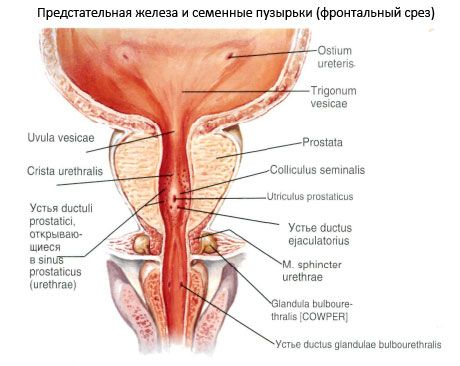 Предстательная железа и семенные пузырьки (фронтальный срез)
Ostium
ureteris
Trigonum
vesicae
Uvula vesicae
Prostata
Crista urethralis
Colliculus seminalis
Utriculus prostaticus
Устья ductuli
prostatici,
открываю-
щиеся
в sinus
prostaticus
(urethrae)
Устье ductus
ejaculatorius
M. sphincter
urethrae
Glandula bulboure-
thralis [COWPER]
Устье ductus glandulae bulbourethralis